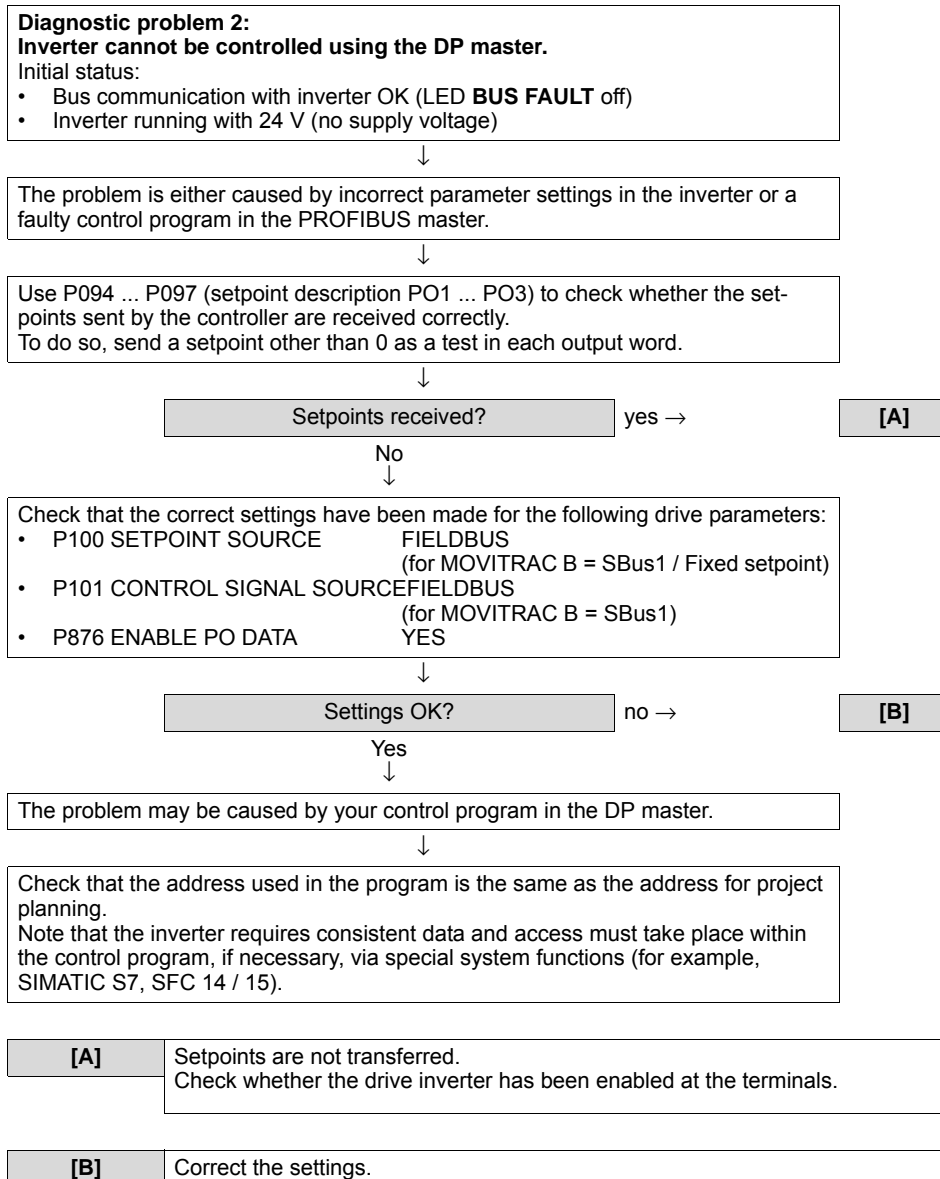 Diagnostic problem 2:
Inverter cannot be controlled using the DP master.
Initial status:
• Bus communication with inverter OK (LED BUS FAULT off)
• Inverter running with 24 V (no supply voltage)
↓
The problem is either caused by incorrect parameter settings in the inverter or a
faulty control program in the PROFIBUS master.
↓
Use P094 ... P097 (setpoint description PO1 ... PO3) to check whether the set-
points sent by the controller are received correctly.
To do so, send a setpoint other than 0 as a test in each output word.
↓
Setpoints received? yes → [A]
No
↓
Check that the correct settings have been made for the following drive parameters:
• P100 SETPOINT SOURCE FIELDBUS
(for MOVITRAC B = SBus1 / Fixed setpoint)
• P101 CONTROL SIGNAL SOURCEFIELDBUS
(for MOVITRAC B = SBus1)
• P876 ENABLE PO DATA YES
↓
Settings OK? no → [B]
Yes
↓
The problem may be caused by your control program in the DP master.
↓
Check that the address used in the program is the same as the address for project
planning.
Note that the inverter requires consistent data and access must take place within
the control program, if necessary, via special system functions (for example,
SIMATIC S7, SFC 14 / 15).
[A] Setpoints are not transferred.
Check whether the drive inverter has been enabled at the terminals.
[B] Correct the settings.